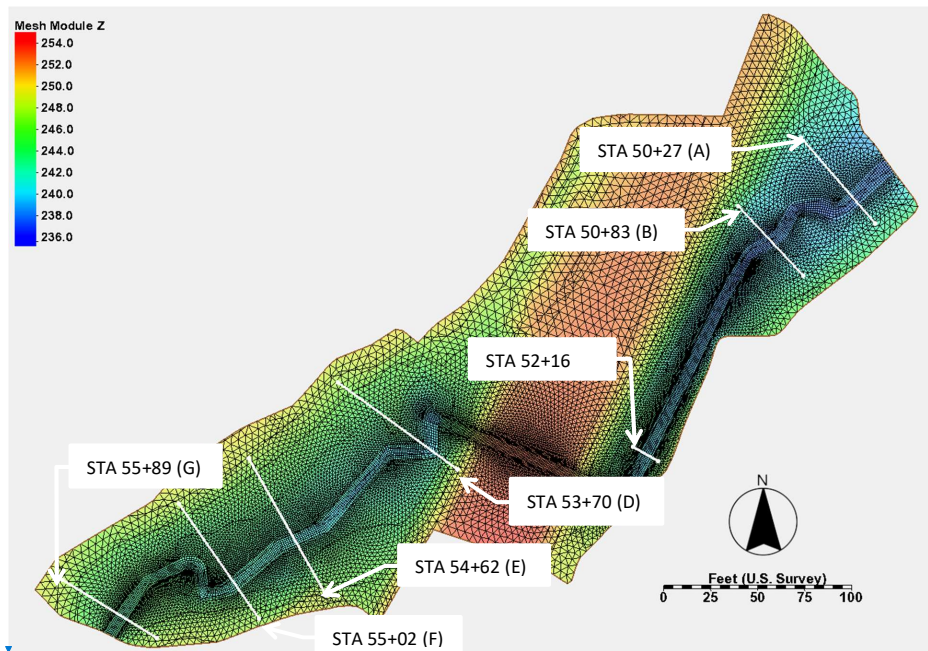 Mesh Module Z
254.0
252.0
250.0
248.0
246.0
244.0
242.0
240.0
238.0
236.0
STA 50+27 (A)
STA 50+83 (B)
STA 52+16
STA 55+89 (G)
STA 53+70 (D)
STA 54+62 (E)
STA 55+02 (F)
N
Feet (U.S. Survey)
0 25 50 75 100